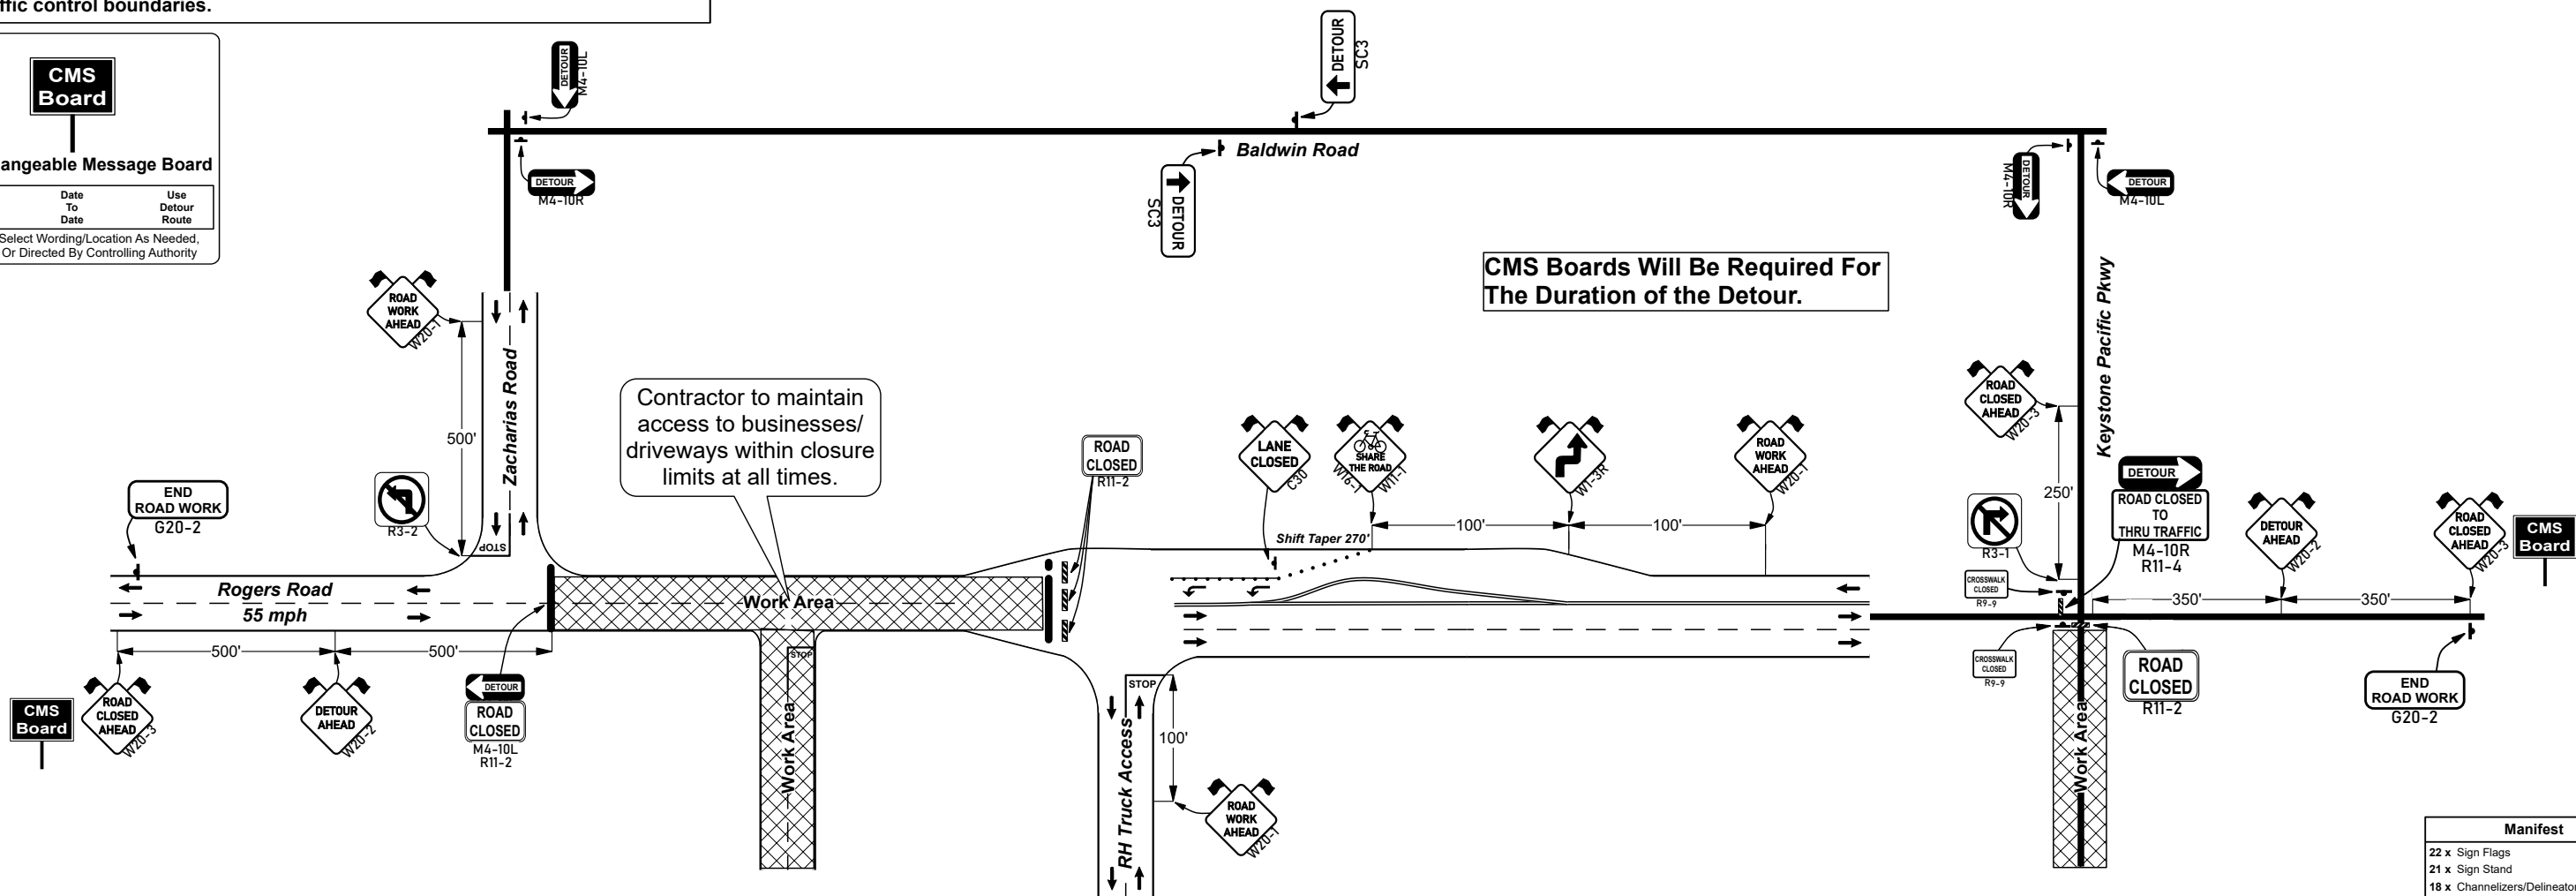 ffic control boundaries.
CMS
Board
angeable Message Board
Date
To
Date
Use
Detour
Route
Select Wording/Location As Needed,
Or Directed By Controlling Authority
DETOUR
M4-10L
DETOUR
M4-10R
DETOUR
SC3
Baldwin Road
DETOUR
SC3
DETOUR
M4-10R
DETOUR
M4-10L
CMS Boards Will Be Required For
The Duration of the Detour.
Keystone Pacific Pkwy
ROAD
WORK
AHEAD
W20-1
500'
Zacharias Road
R3-2
STOP
Contractor to maintain
access to businesses/
driveways within closure
limits at all times.
ROAD
CLOSED
R11-2
LANE
CLOSED
C30
SHARE
THE ROAD
W16-1
W11-1
W1-3R
ROAD
WORK
AHEAD
W20-1
100'
100'
Shift Taper 270'
ROAD
CLOSED
AHEAD
W20-3
250'
R3-1
DETOUR
ROAD CLOSED
TO
THRU TRAFFIC
M4-10R
R11-4
DETOUR
AHEAD
W20-2
ROAD
CLOSED
AHEAD
W20-3
CMS
Board
END
ROAD WORK
G20-2
Rogers Road
55 mph
Work Area
CROSSWALK
CLOSED
R9-9
350'
350'
500'
500'
STOP
CROSSWALK
CLOSED
R9-9
ROAD
CLOSED
R11-2
END
ROAD WORK
G20-2
CMS
Board
ROAD
CLOSED
AHEAD
W20-3
DETOUR
AHEAD
W20-2
DETOUR
ROAD
CLOSED
M4-10L
R11-2
Work Area
STOP
RH Truck Access
100'
ROAD
WORK
AHEAD
W20-1
Work Area
Manifest
22 x Sign Flags
21 x Sign Stand
18 x Channelizers/Delineator